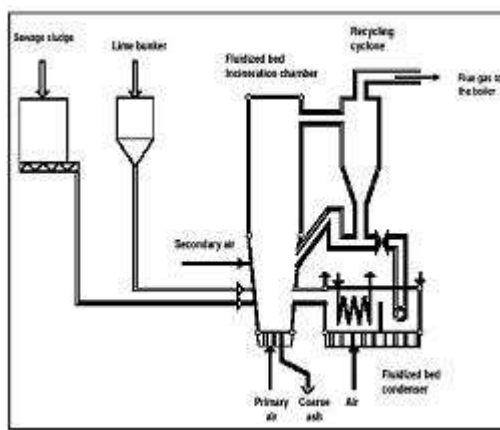 Sewage sludge
Lime bunker
Fluidized bed
Incineration chamber
Recycling
cyclone
Flue gas to
the boiler
Secondary air
Fluidized bed
condenser
Primary
air
Coarse
ash
Air